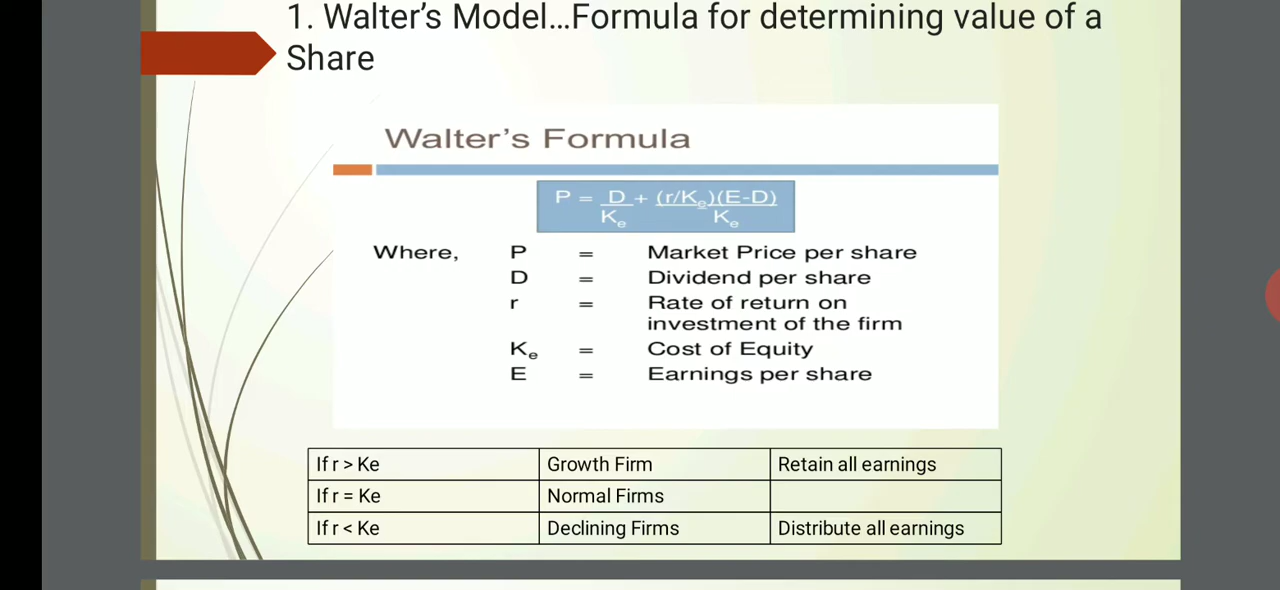 1. Walter’s Model...Formula for determining value of a
Share
Walter's Formula
P = D + (r/Ke)(E-D)
Ke Ke
Where, P = Market Price per share
D = Dividend per share
r = Rate of return on
investment of the firm
Ke = Cost of Equity
E = Earnings per share
If r > Ke Growth Firm Retain all earnings
If r = Ke Normal Firms
If r < Ke Declining Firms Distribute all earnings